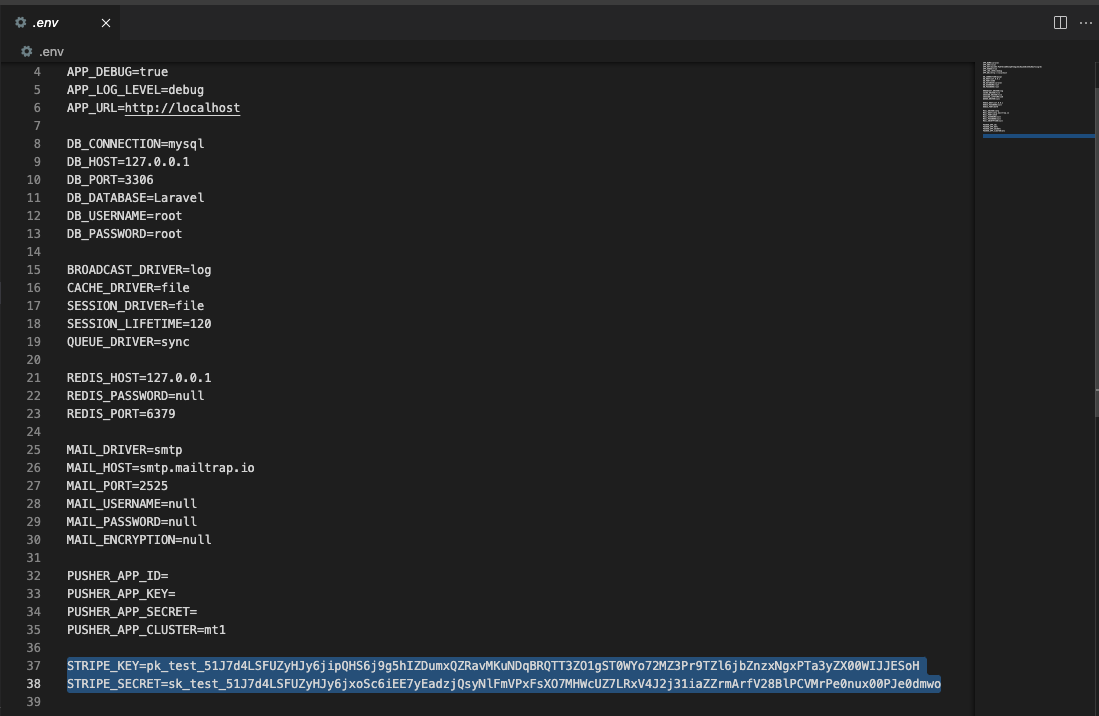 .env
.env
4 APP_DEBUG=true
5 APP_LOG_LEVEL=debug
6 APP_URL=http://localhost
7
8 DB_CONNECTION=mysql
9 DB_HOST=127.0.0.1
10 DB_PORT=3306
11 DB_DATABASE=Laravel
12 DB_USERNAME=root
13 DB_PASSWORD=root
14
15 BROADCAST_DRIVER=log
16 CACHE_DRIVER=file
17 SESSION_DRIVER=file
18 SESSION_LIFETIME=120
19 QUEUE_DRIVER=sync
20
21 REDIS_HOST=127.0.0.1
22 REDIS_PASSWORD=null
23 REDIS_PORT=6379
24
25 MAIL_DRIVER=smtp
26 MAIL_HOST=smtp.mailtrap.io
27 MAIL_PORT=2525
28 MAIL_USERNAME=null
29 MAIL_PASSWORD=null
30 MAIL_ENCRYPTION=null
31
32 PUSHER_APP_ID=
33 PUSHER_APP_KEY=
34 PUSHER_APP_SECRET=
35 PUSHER_APP_CLUSTER=mt1
36
37 STRIPE_KEY=pk_test_51J7d4LSFUZyHJy6jipQHS6j9g5hIZDumxQZRavMKuNDqBRQTT3ZO1gST0WYo72MZ3Pr9TZl6jbZnzxNgxPTa3yZX00WIJJESoH
38 STRIPE_SECRET=sk_test_51J7d4LSFUZyHJy6jxoSc6iEE7yEadzjQsyNlFmVPxFsXO7MHWcUZ7LRxV4J2j31iaZZrmArfV28BlPCVMrPe0nux00PJe0dmwo
39